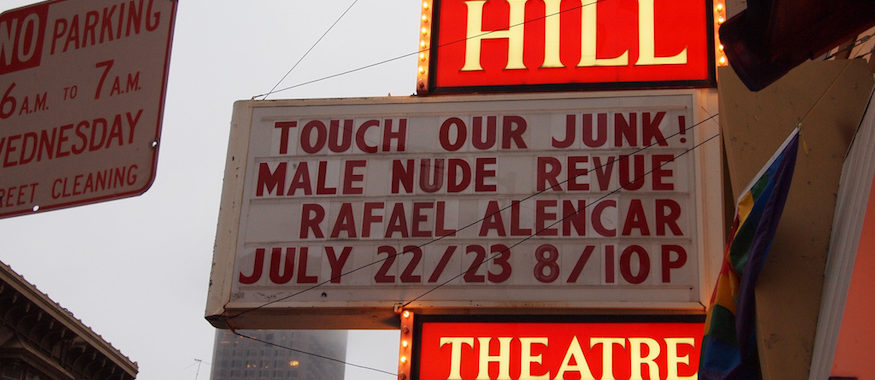 NO PARKING
6 A.M. TO 7 A.M.
WEDNESDAY
STREET CLEANING
HILL
TOUCH OUR JUNK!
MALE NUDE REVUE
RAFAEL ALENCAR
JULY 22/23 8/10P
THEATRE